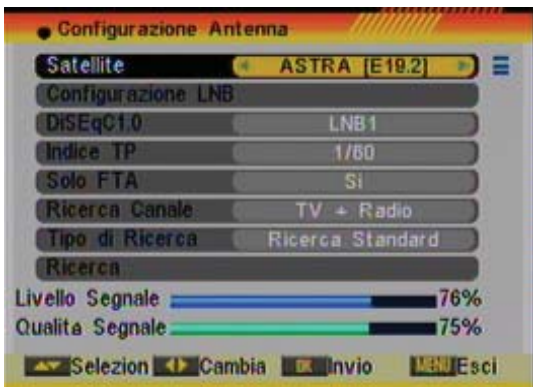 Configurazione Antenna
Satellite ASTRA [E19.2]
Configurazione LNB
DiSEqC1.0 LNB1
Indice TP 1/60
Solo FTA Si
Ricerca Canale TV + Radio
Tipo di Ricerca Ricerca Standard
Ricerca
Livello Segnale 76%
Qualita Segnale 75%
Selezion Cambia OK Invio MENU Esci